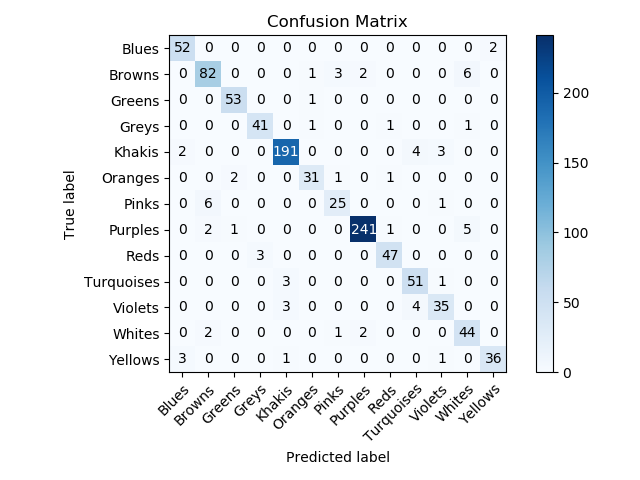 Confusion Matrix
Blues 52 0 0 0 0 0 0 0 0 0 0 0 2
Browns 0 82 0 0 0 1 3 2 0 0 0 6 0
Greens 0 0 53 0 0 1 0 0 0 0 0 0 0
Greys 0 0 0 41 0 1 0 0 1 0 0 1 0
Khakis 2 0 0 0 191 0 0 0 0 4 3 0 0
Oranges 0 0 2 0 0 31 1 0 1 0 0 0 0
Pinks 0 6 0 0 0 0 25 0 0 0 1 0 0
Purples 0 2 1 0 0 0 0 241 1 0 0 5 0
Reds 0 0 0 3 0 0 0 0 47 0 0 0 0
Turquoises 0 0 0 0 3 0 0 0 0 51 1 0 0
Violets 0 0 0 0 3 0 0 0 0 4 35 0 0
Whites 0 2 0 0 0 0 1 2 0 0 0 44 0
Yellows 3 0 0 0 1 0 0 0 0 0 1 0 36
Blues Browns Greens Greys Khakis Oranges Pinks Purples Reds Turquoises Violets Whites Yellows
Predicted label
True label
200
150
100
50
0